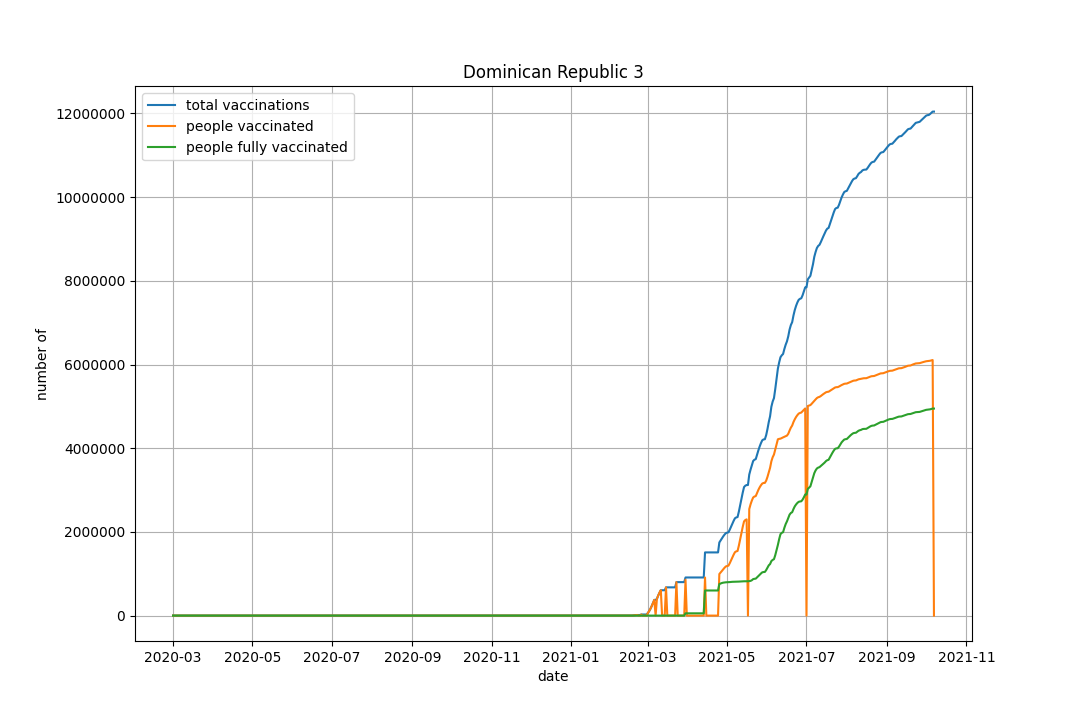 Dominican Republic 3
total vaccinations
people vaccinated
people fully vaccinated
12000000
10000000
8000000
6000000
4000000
2000000
0
number of
2020-03 2020-05 2020-07 2020-09 2020-11 2021-01 2021-03 2021-05 2021-07 2021-09 2021-11
date